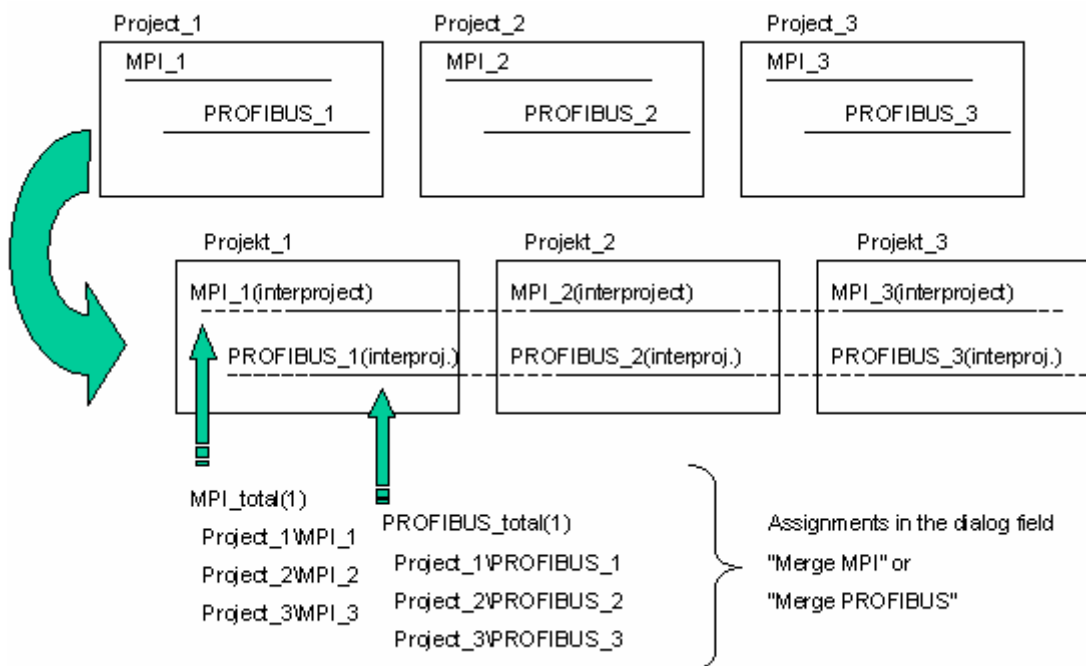 Project_1
Project_2
Project_3
MPI_1
MPI_2
MPI_3
PROFIBUS_1
PROFIBUS_2
PROFIBUS_3
Projekt_1
Projekt_2
Projekt_3
MPI_1(interproject)
MPI_2(interproject)
MPI_3(interproject)
PROFIBUS_1(interproj.)
PROFIBUS_2(interproj.)
PROFIBUS_3(interproj.)
MPI_total(1)
Project_1\MPI_1
Project_2\MPI_2
Project_3\MPI_3
PROFIBUS_total(1)
Project_1\PROFIBUS_1
Project_2\PROFIBUS_2
Project_3\PROFIBUS_3
Assignments in the dialog field
"Merge MPI" or
"Merge PROFIBUS"